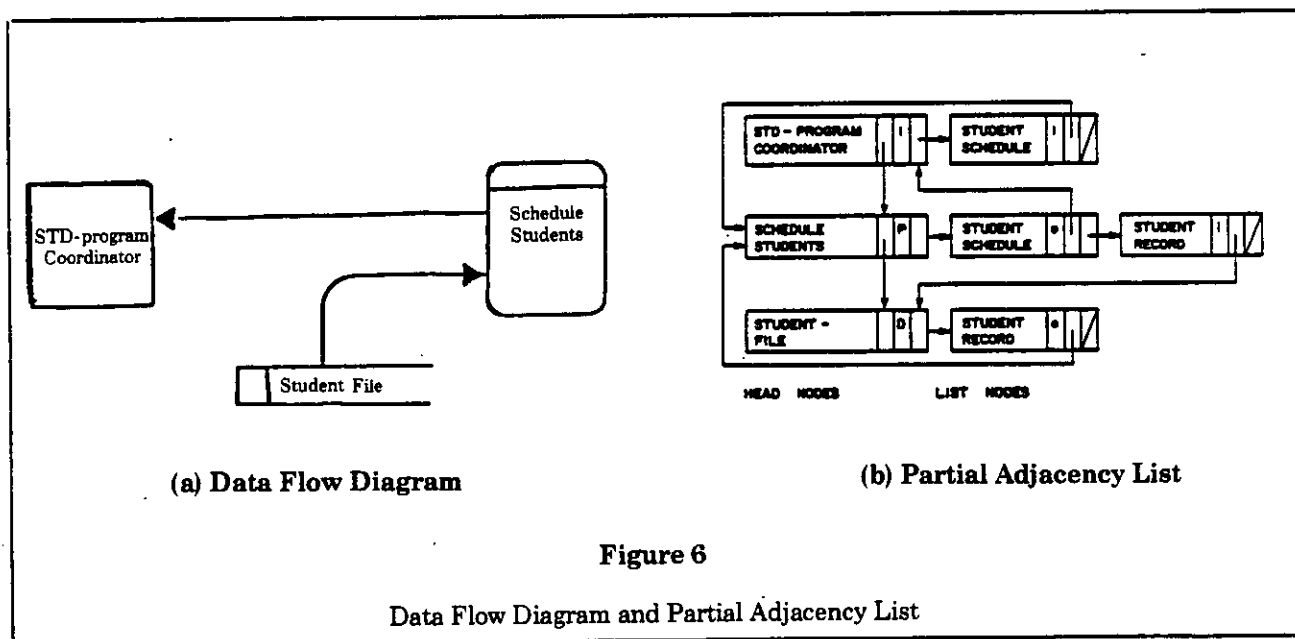 STD-program
Coordinator
Schedule
Students
Student File
(a) Data Flow Diagram
STD - PROGRAM
COORDINATOR
I
STUDENT
SCHEDULE
I
SCHEDULE
STUDENTS
P
STUDENT
SCHEDULE
o
STUDENT
RECORD
I
STUDENT -
FILE
D
STUDENT
RECORD
o
HEAD NODES
LIST NODES
(b) Partial Adjacency List
Figure 6
Data Flow Diagram and Partial Adjacency List